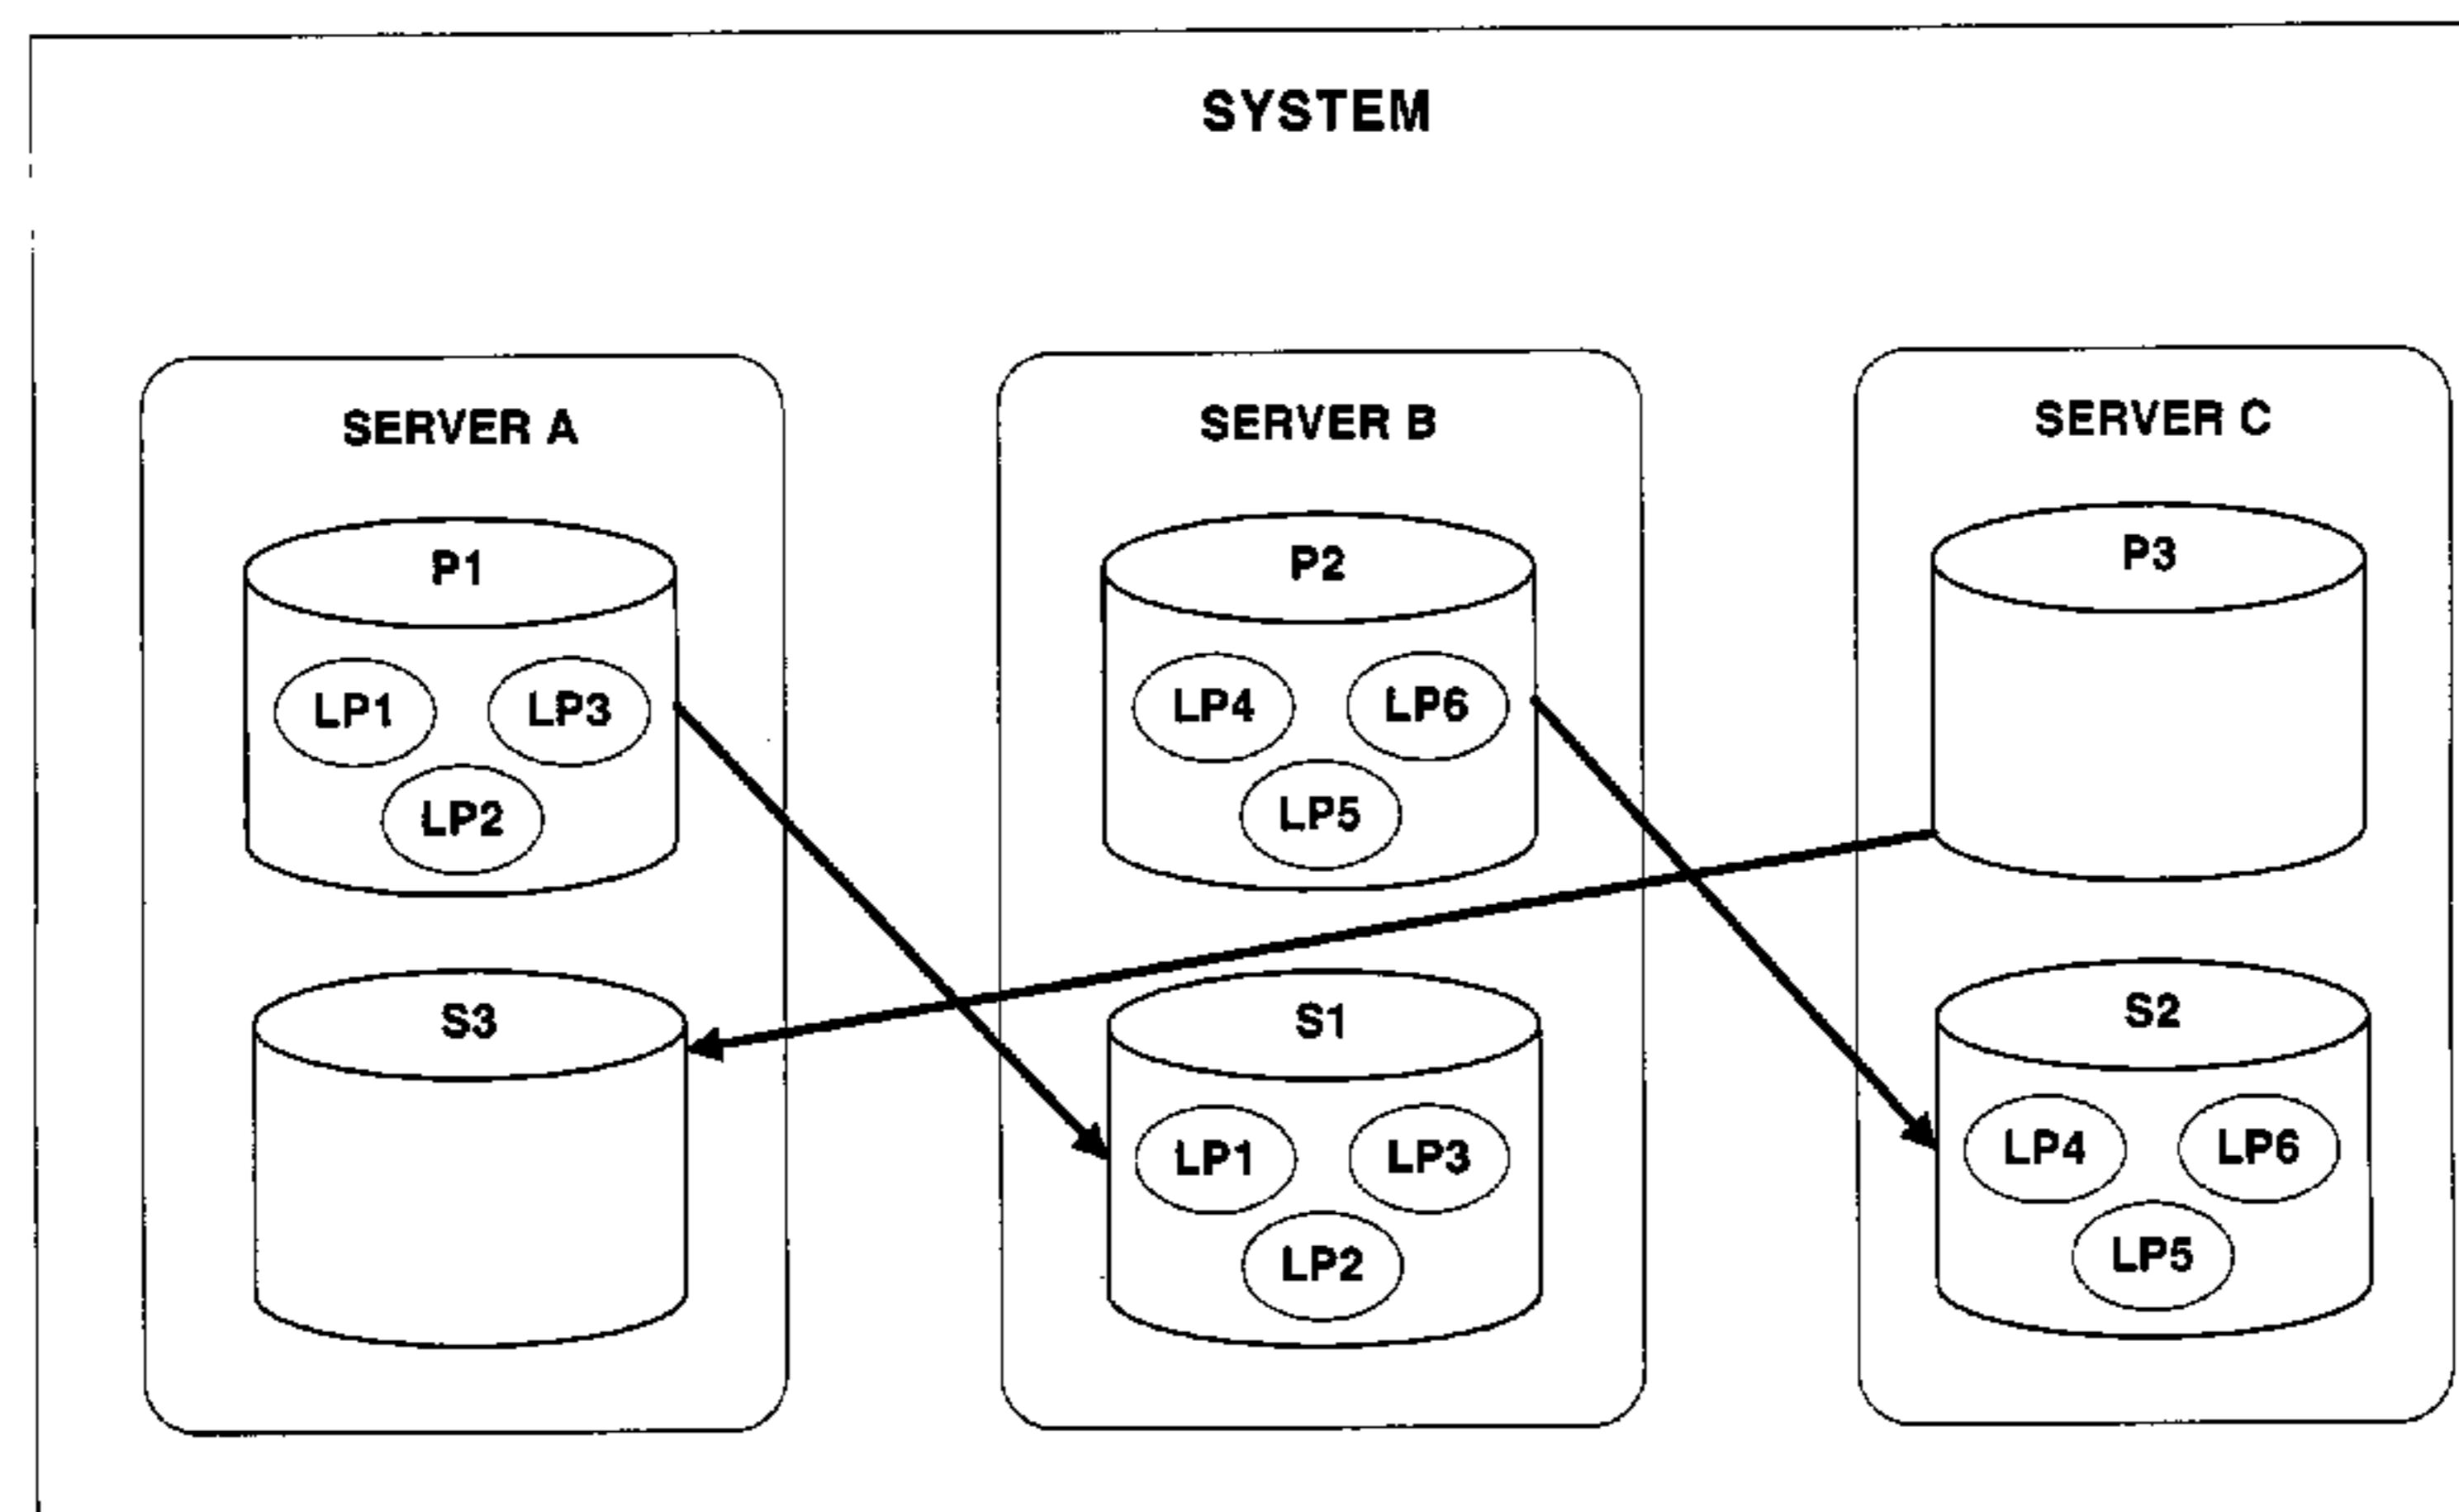 SYSTEM
SERVER A
SERVER B
SERVER C
P1
P2
P3
LP1
LP3
LP2
LP4
LP6
LP5
S3
S1
S2
LP1
LP3
LP2
LP4
LP6
LP5